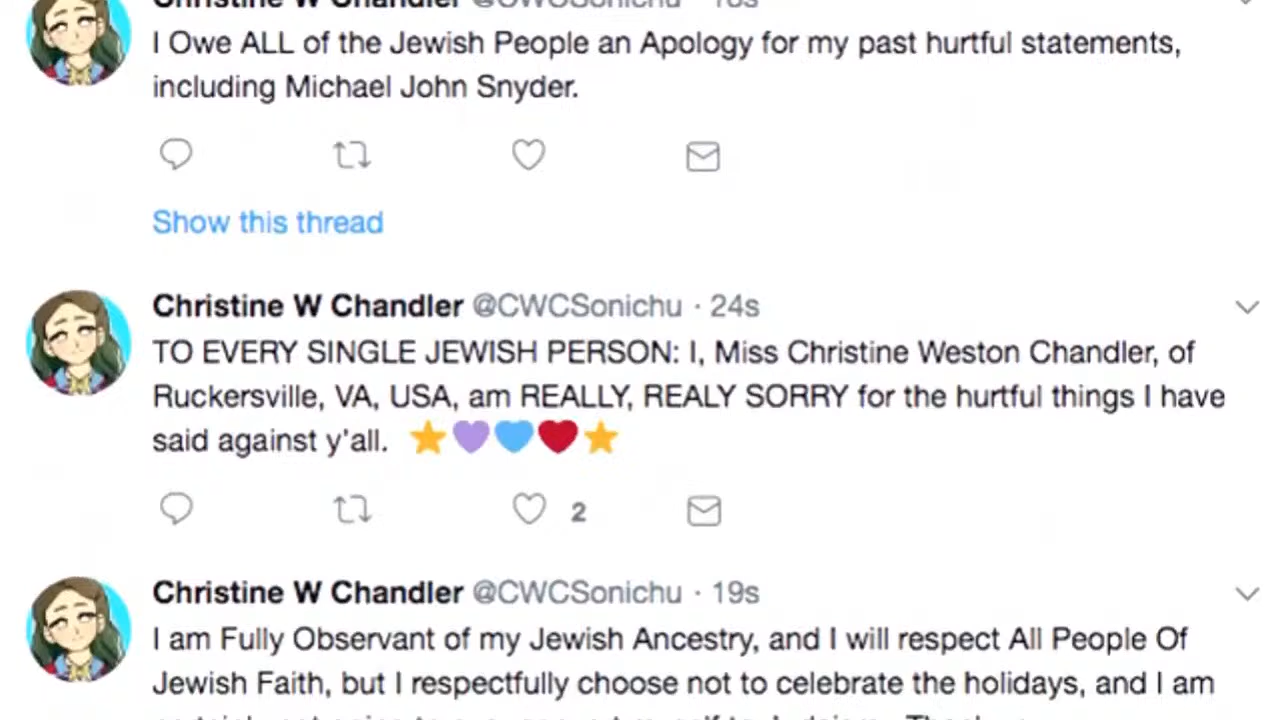 Christine W Chandler @CWCSonichu · 18s
I Owe ALL of the Jewish People an Apology for my past hurtful statements,
including Michael John Snyder.
Show this thread
Christine W Chandler @CWCSonichu · 24s
TO EVERY SINGLE JEWISH PERSON: I, Miss Christine Weston Chandler, of
Ruckersville, VA, USA, am REALLY, REALY SORRY for the hurtful things I have
said against y'all. ⭐💜💙❤️⭐
2
Christine W Chandler @CWCSonichu · 19s
I am Fully Observant of my Jewish Ancestry, and I will respect All People Of
Jewish Faith, but I respectfully choose not to celebrate the holidays, and I am